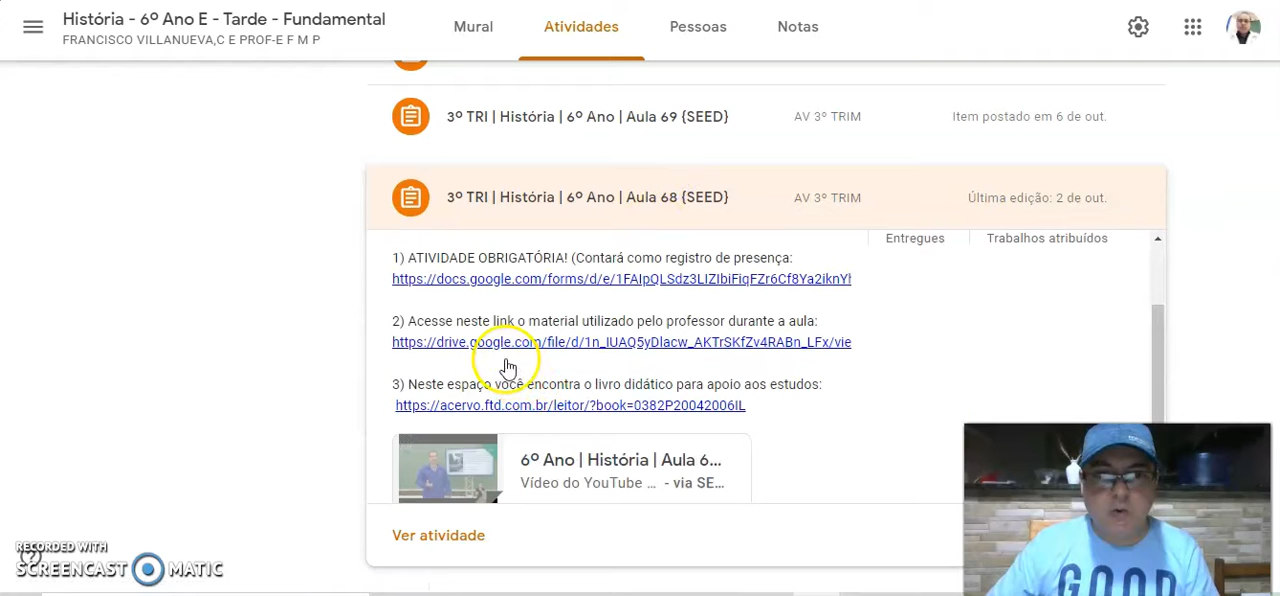 História - 6º Ano E - Tarde - Fundamental
FRANCISCO VILLANUEVA,C E PROF-E F M P
Mural
Atividades
Pessoas
Notas
3º TRI | História | 6º Ano | Aula 69 {SEED}
AV 3º TRIM
Item postado em 6 de out.
3º TRI | História | 6º Ano | Aula 68 {SEED}
AV 3º TRIM
Última edição: 2 de out.
Entregues
Trabalhos atribuídos
1) ATIVIDADE OBRIGATÓRIA! (Contará como registro de presença:
https://docs.google.com/forms/d/e/1FAIpQLSdz3LIZIbiFiqFZr6Cf8Ya2iknYl
2) Acesse neste link o material utilizado pelo professor durante a aula:
https://drive.google.com/file/d/1n_IUAQ5yDlacw_AKTrSKfZv4RABn_LFx/vie
3) Neste espaço você encontra o livro didático para apoio aos estudos:
https://acervo.ftd.com.br/leitor/?book=0382P20042006IL
6º Ano | História | Aula 6...
Vídeo do YouTube ... - via SE...
Ver atividade
RECORDED WITH
SCREENCAST MATIC
GOOD